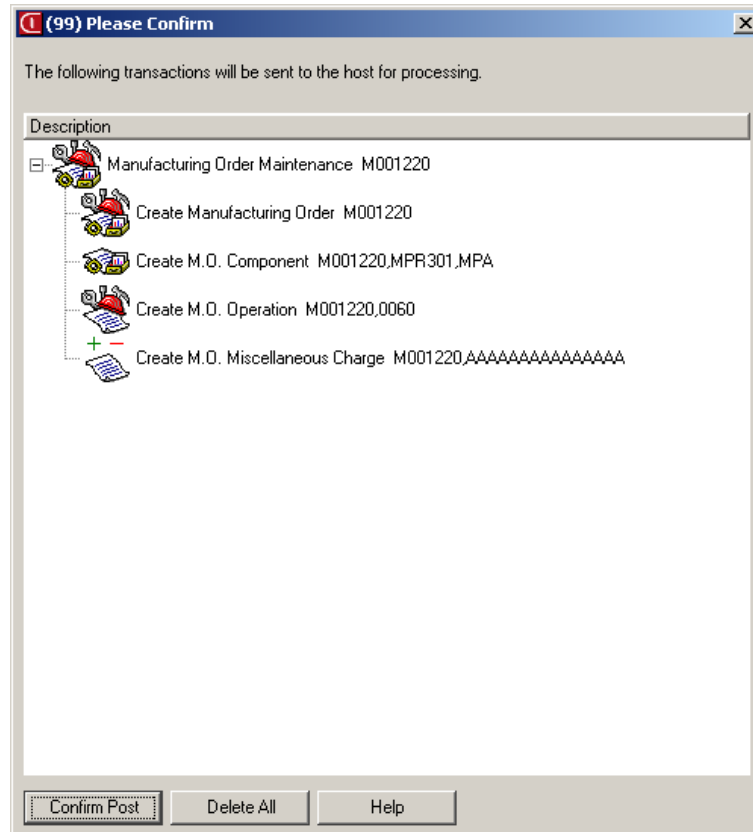 (99) Please Confirm
The following transactions will be sent to the host for processing.
Description
Manufacturing Order Maintenance M001220
Create Manufacturing Order M001220
Create M.O. Component M001220,MPR301,MPA
Create M.O. Operation M001220,0060
Create M.O. Miscellaneous Charge M001220,AAAAAAAAAAAAAAA
Confirm Post Delete All Help